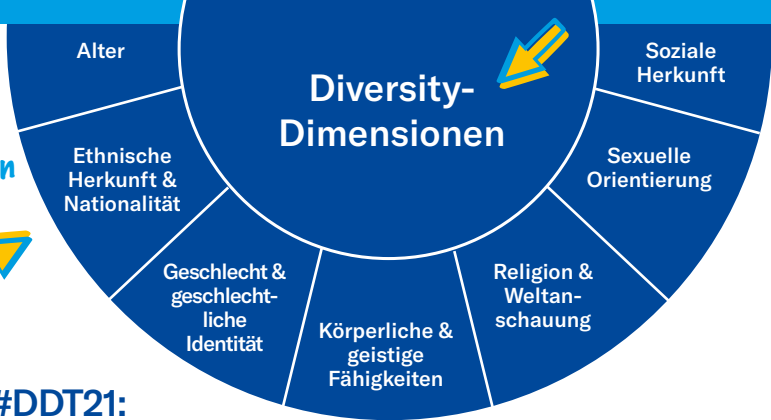 Diversity-
Dimensionen
Alter
Ethnische
Herkunft &
Nationalität
Geschlecht &
geschlecht-
liche
Identität
Körperliche &
geistige
Fähigkeiten
Religion &
Weltan-
schauung
Sexuelle
Orientierung
Soziale
Herkunft
#DDT21: